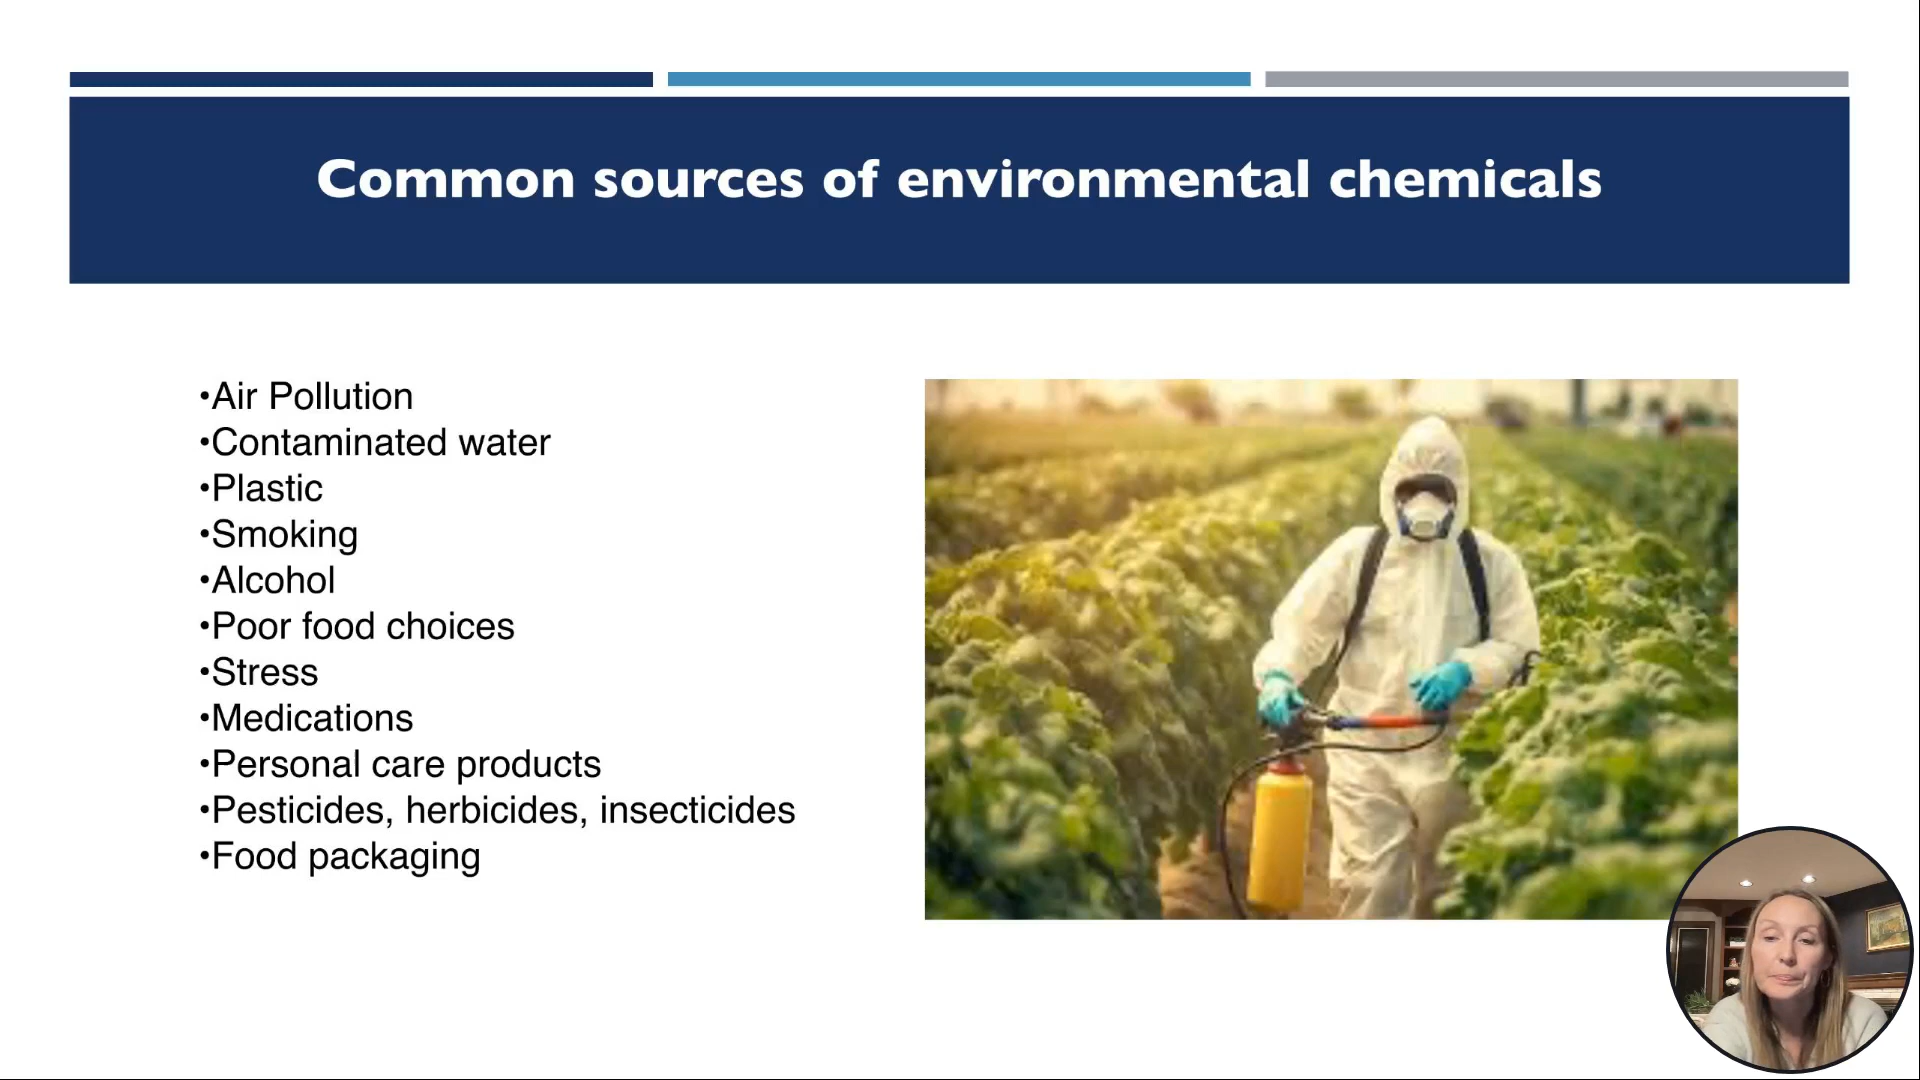 Common sources of environmental chemicals
•Air Pollution
•Contaminated water
•Plastic
•Smoking
•Alcohol
•Poor food choices
•Stress
•Medications
•Personal care products
•Pesticides, herbicides, insecticides
•Food packaging